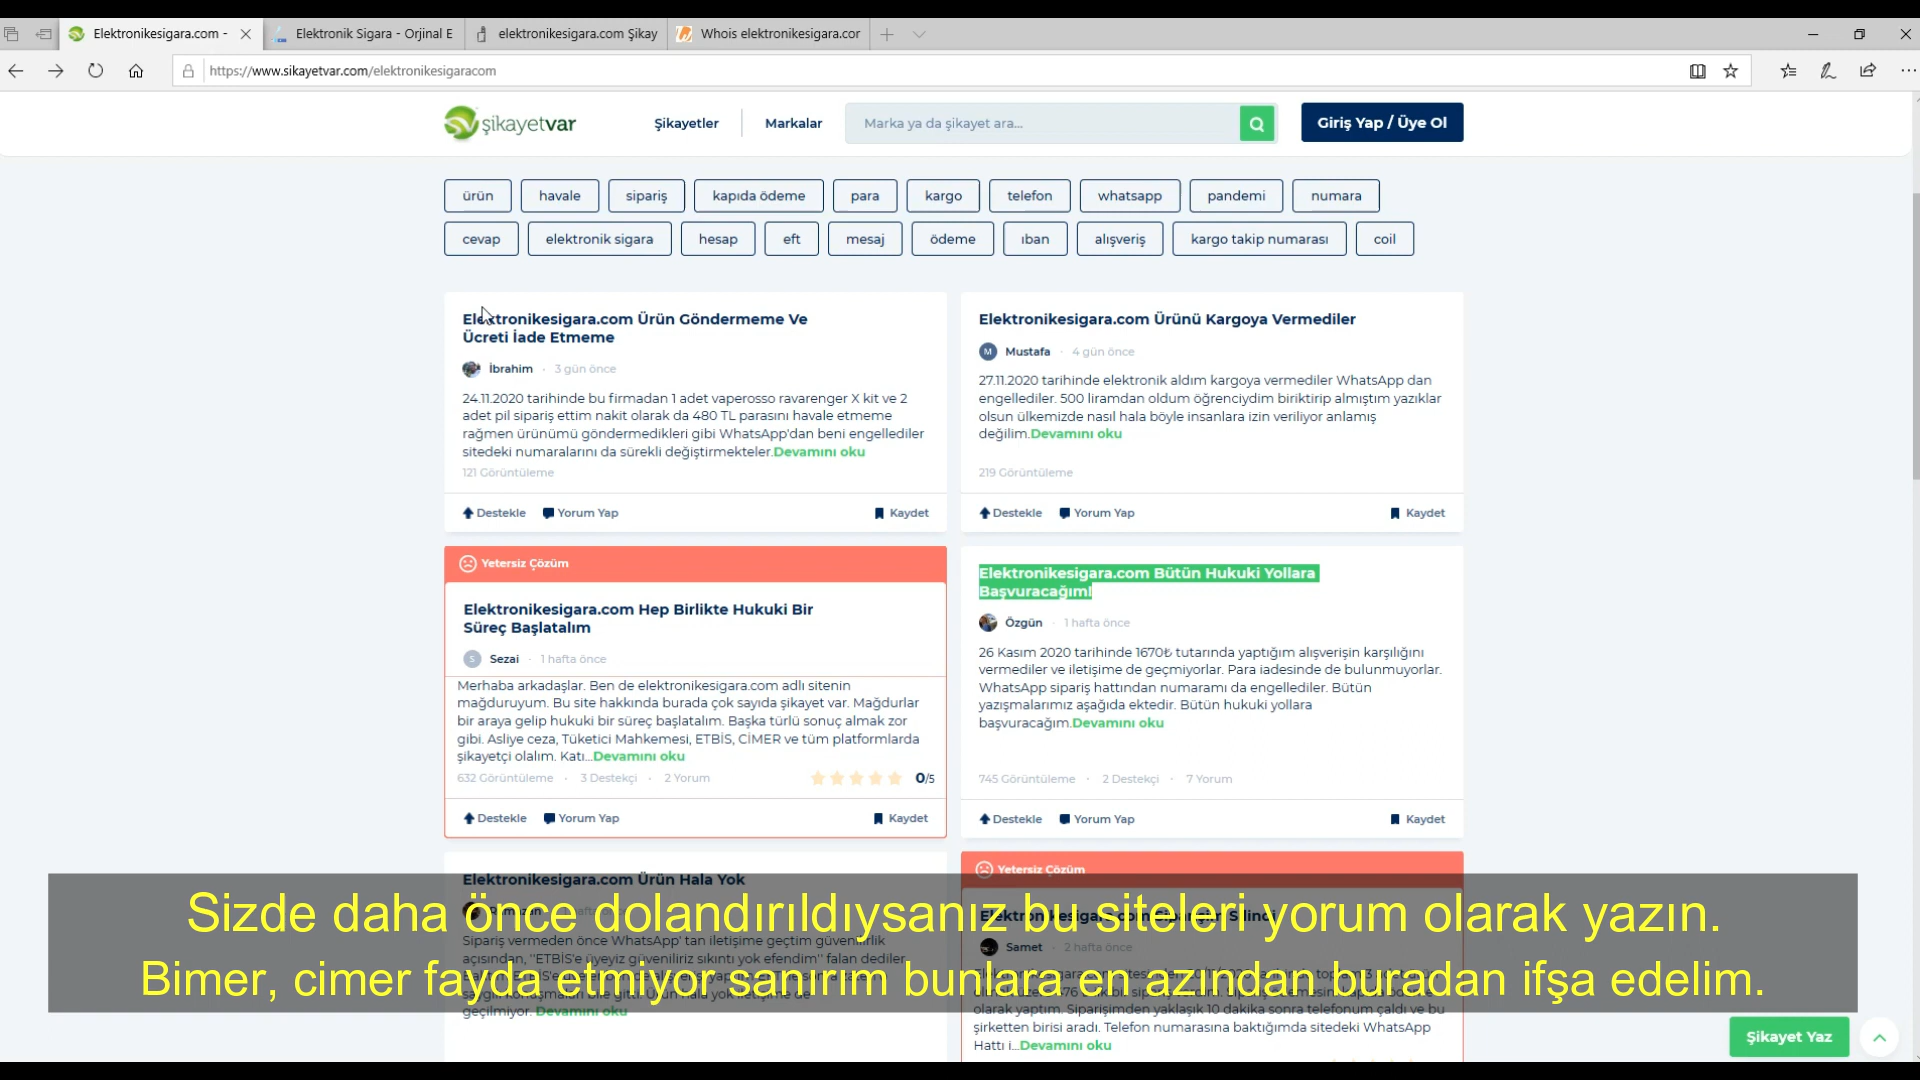 Elektronikesigara.com -
Elektronik Sigara - Orjinal E
elektronikesigara.com Şikay
Whois elektronikesigara.cor
https://www.sikayetvar.com/elektronikesigaracom
şikayetvar
Şikayetler
Markalar
Marka ya da şikayet ara...
Giriş Yap / Üye Ol
ürün
havale
sipariş
kapıda ödeme
para
kargo
telefon
whatsapp
pandemi
numara
cevap
elektronik sigara
hesap
eft
mesaj
ödeme
ıban
alışveriş
kargo takip numarası
coil
Elektronikesigara.com Ürün Göndermeme Ve
Ücreti İade Etmeme
İbrahim · 3 gün önce
24.11.2020 tarihinde bu firmadan 1 adet vaperosso ravarenger X kit ve 2
adet pil sipariş ettim nakit olarak da 480 TL parasını havale etmeme
rağmen ürünümü göndermedikleri gibi WhatsApp'dan beni engellediler
sitedeki numaralarını da sürekli değiştirmekteler.Devamını oku
121 Görüntüleme
Destekle
Yorum Yap
Kaydet
Elektronikesigara.com Ürünü Kargoya Vermediler
M Mustafa · 4 gün önce
27.11.2020 tarihinde elektronik aldım kargoya vermediler WhatsApp dan
engellediler. 500 liramdan oldum öğrenciydim biriktirip almıştım yazıklar
olsun ülkemizde nasıl hala böyle insanlara izin veriliyor anlamış
değilim.Devamını oku
219 Görüntüleme
Destekle
Yorum Yap
Kaydet
Yetersiz Çözüm
Elektronikesigara.com Hep Birlikte Hukuki Bir
Süreç Başlatalım
S Sezai · 1 hafta önce
Merhaba arkadaşlar. Ben de elektronikesigara.com adlı sitenin
mağduruyum. Bu site hakkında burada çok sayıda şikayet var. Mağdurlar
bir araya gelip hukuki bir süreç başlatalım. Başka türlü sonuç almak zor
gibi. Asliye ceza, Tüketici Mahkemesi, ETBİS, CİMER ve tüm platformlarda
şikayetçi olalım. Katı...Devamını oku
632 Görüntüleme · 3 Destekçi · 2 Yorum
0/5
Destekle
Yorum Yap
Kaydet
Elektronikesigara.com Bütün Hukuki Yollara
Başvuracağım!
Özgün · 1 hafta önce
26 Kasım 2020 tarihinde 1670₺ tutarında yaptığım alışverişin karşılığını
vermediler ve iletişime de geçmiyorlar. Para iadesinde de bulunmuyorlar.
WhatsApp sipariş hattından numaramı da engellediler. Bütün
yazışmalarımız aşağıda ektedir. Bütün hukuki yollara
başvuracağım.Devamını oku
745 Görüntüleme · 2 Destekçi · 7 Yorum
Destekle
Yorum Yap
Kaydet
Elektronikesigara.com Ürün Hala Yok
Sipariş vermeden önce WhatsApp' tan iletişime geçtim güvenilirlik
açısından, "ETBİS'e üyeyiz güveniliriz sıkıntı yok efendim" falan dediler
geçilmiyor. Devamını oku
Yetersiz Çözüm
Samet · 2 hafta önce
olarak yaptım. Siparişimden yaklaşık 10 dakika sonra telefonum çaldı ve bu
şirketten birisi aradı. Telefon numarasına baktığımda sitedeki WhatsApp
Hattı i...Devamını oku
Sizde daha önce dolandırıldıysanız bu siteleri yorum olarak yazın.
Bimer, cimer fayda etmiyor sanırım bunlara en azından buradan ifşa edelim.
Şikayet Yaz